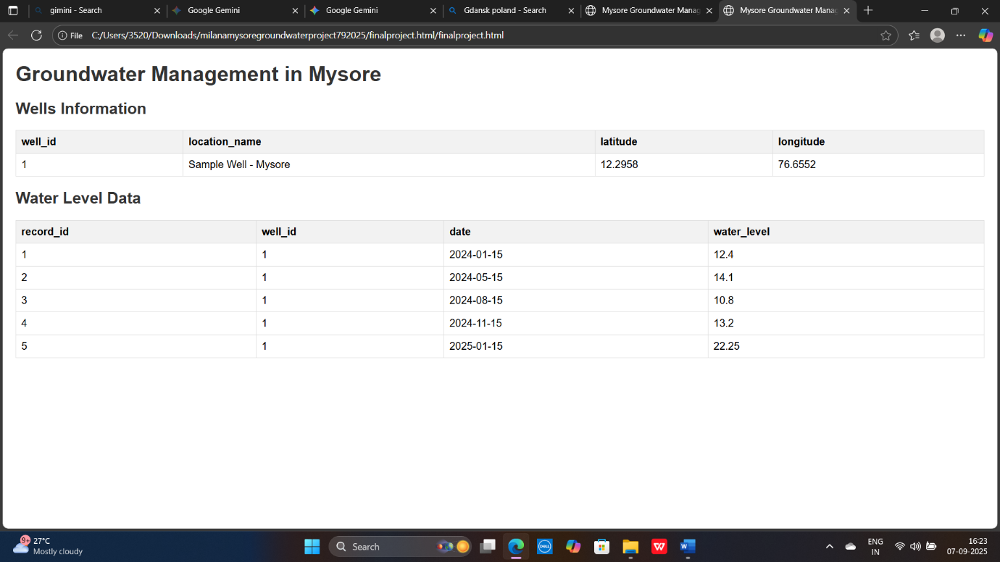 gimini - Search
Google Gemini
Google Gemini
Gdansk poland - Search
Mysore Groundwater Manag
Mysore Groundwater Manag
File C:/Users/3520/Downloads/milanamysoregroundwaterproject792025/finalproject.html/finalproject.html
Groundwater Management in Mysore
Wells Information
well_id location_name latitude longitude
1 Sample Well - Mysore 12.2958 76.6552
Water Level Data
record_id well_id date water_level
1 1 2024-01-15 12.4
2 1 2024-05-15 14.1
3 1 2024-08-15 10.8
4 1 2024-11-15 13.2
5 1 2025-01-15 22.25
9+ 27°C
Mostly cloudy
Search
DELL
W
W
ENG
IN
16:23
07-09-2025